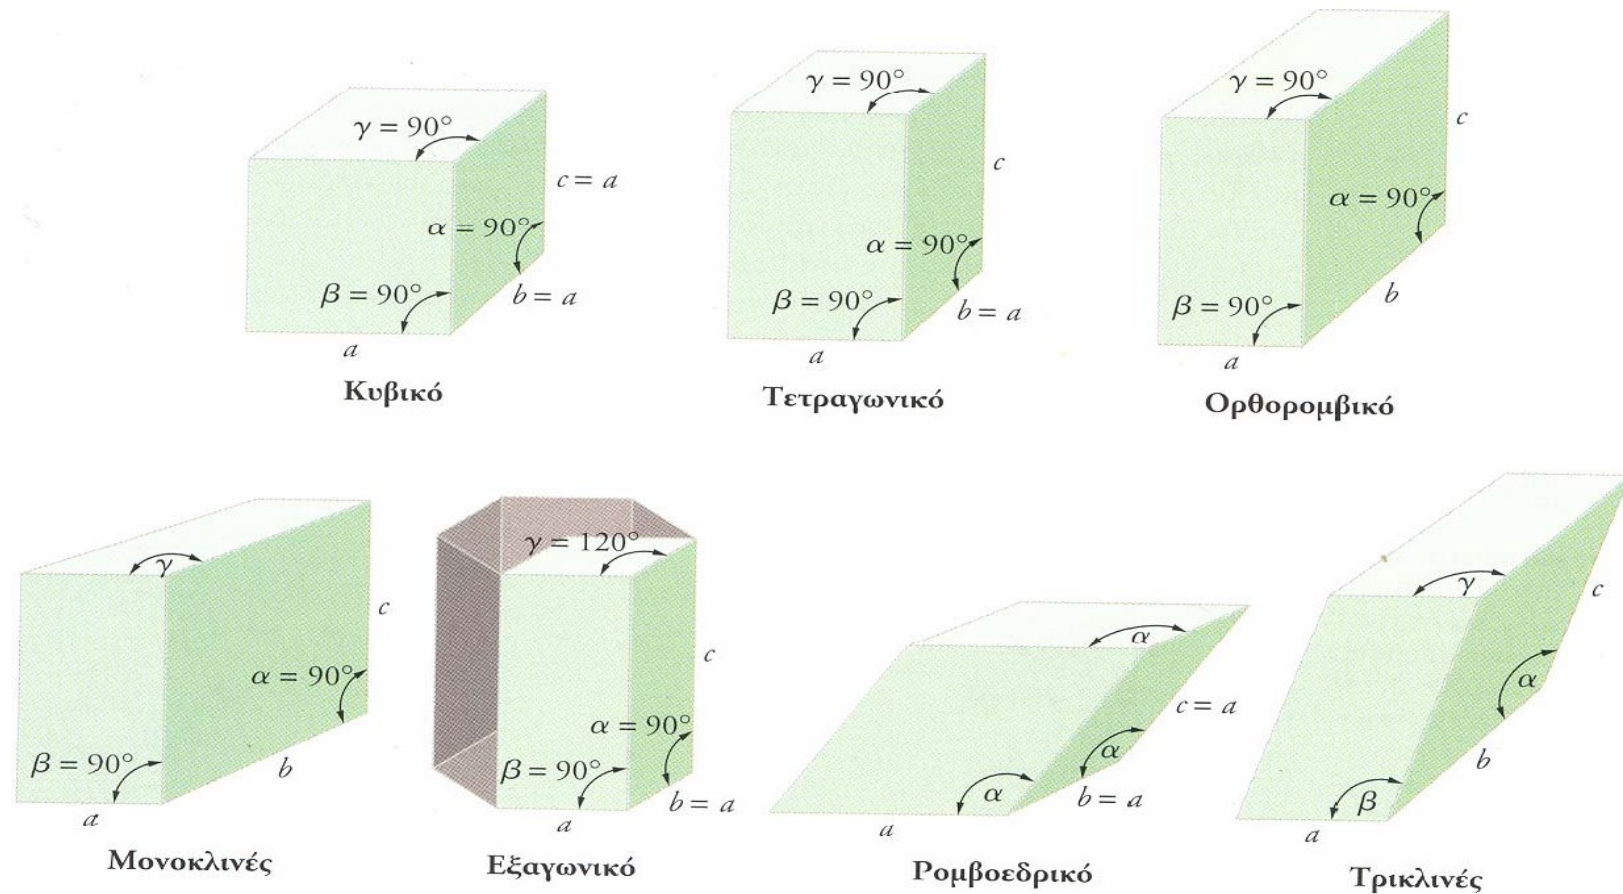 γ = 90°
c = a
α = 90°
β = 90°
b = a
a
Κυβικό
γ = 90°
c
α = 90°
β = 90°
b = a
a
Τετραγωνικό
γ = 90°
c
α = 90°
β = 90°
b
a
Ορθορομβικό
γ
c
α = 90°
β = 90°
b
a
Μονοκλινές
γ = 120°
c
α = 90°
β = 90°
b = a
a
Εξαγωνικό
α
c = a
α
α
b = a
a
Ρομβοεδρικό
γ
c
α
b
β
a
Τρικλινές